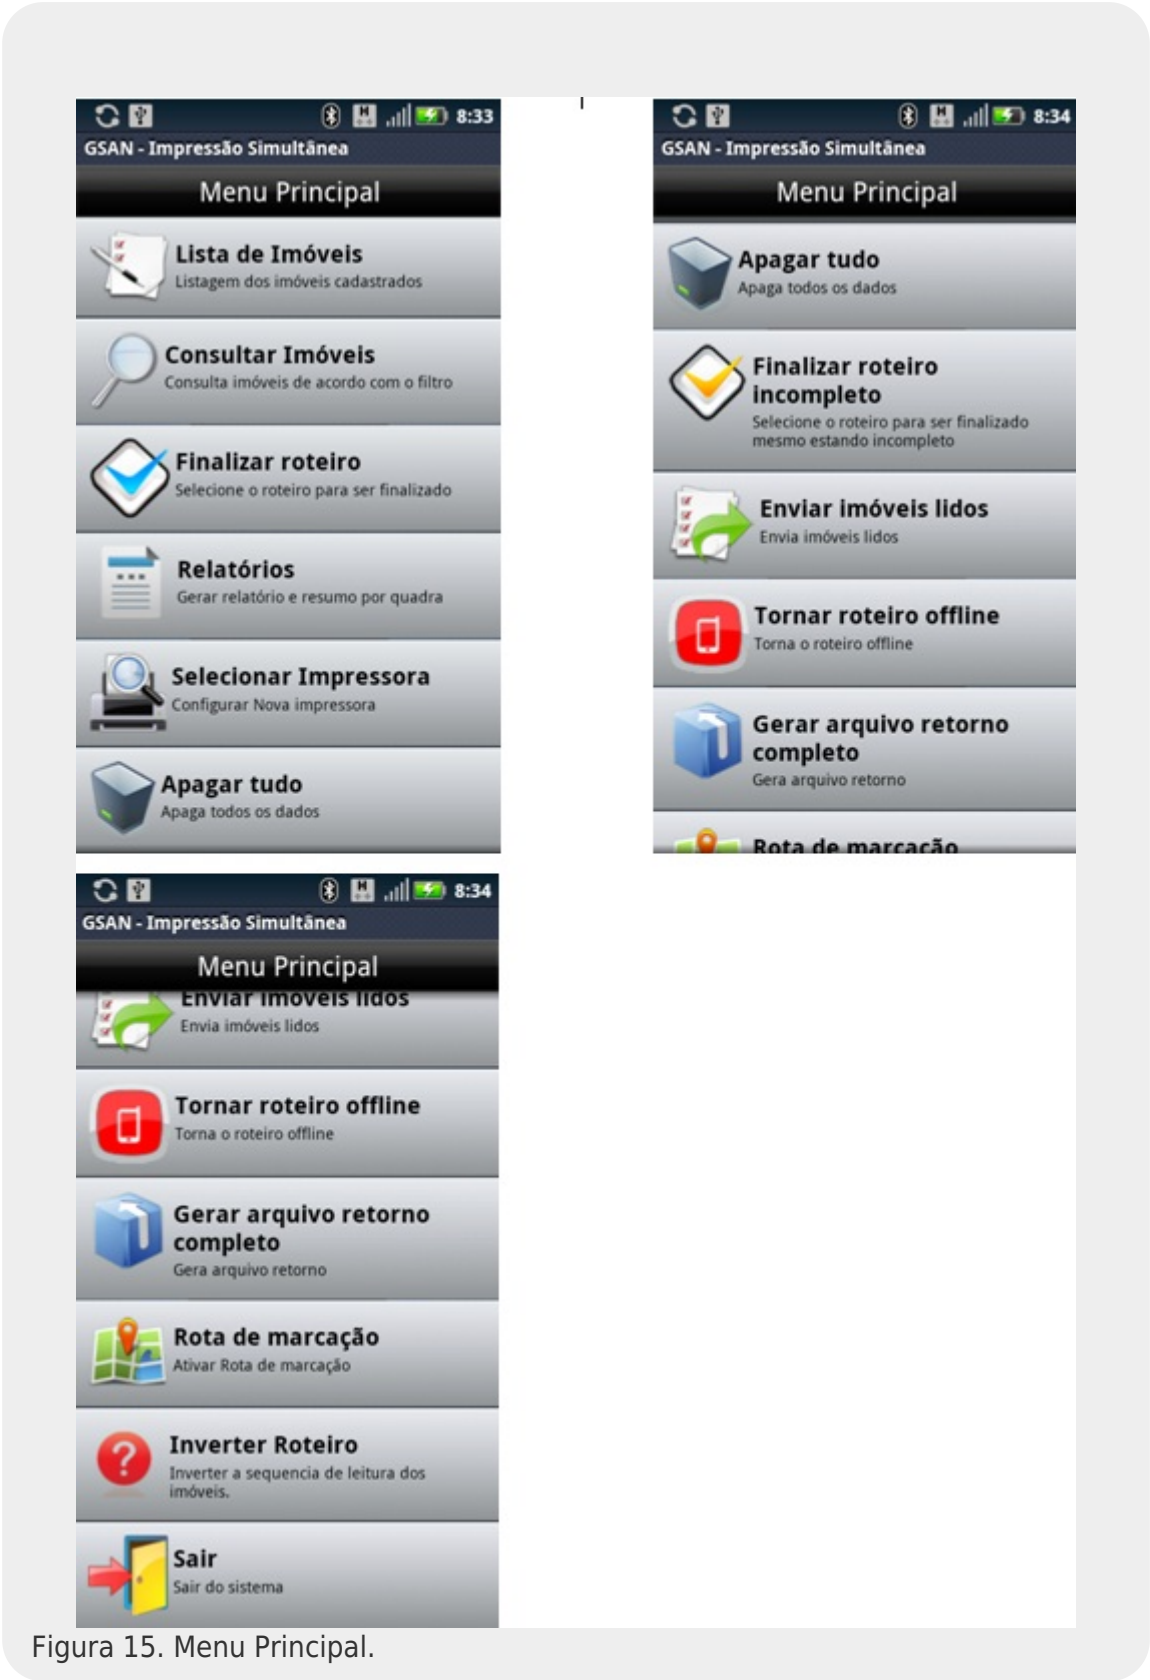 8:33
GSAN - Impressão Simultânea
Menu Principal
Lista de Imóveis
Listagem dos imóveis cadastrados
Consultar Imóveis
Consulta imóveis de acordo com o filtro
Finalizar roteiro
Selecione o roteiro para ser finalizado
Relatórios
Gerar relatório e resumo por quadra
Selecionar Impressora
Configurar Nova impressora
Apagar tudo
Apaga todos os dados
8:34
GSAN - Impressão Simultânea
Menu Principal
Apagar tudo
Apaga todos os dados
Finalizar roteiro
incompleto
Selecione o roteiro para ser finalizado
mesmo estando incompleto
Enviar imóveis lidos
Envia imóveis lidos
Tornar roteiro offline
Torna o roteiro offline
Gerar arquivo retorno
completo
Gera arquivo retorno
Rota de marcação
8:34
GSAN - Impressão Simultânea
Menu Principal
Enviar imóveis lidos
Envia imóveis lidos
Tornar roteiro offline
Torna o roteiro offline
Gerar arquivo retorno
completo
Gera arquivo retorno
Rota de marcação
Ativar Rota de marcação
Inverter Roteiro
Inverter a sequencia de leitura dos
imóveis.
Sair
Sair do sistema
Figura 15. Menu Principal.